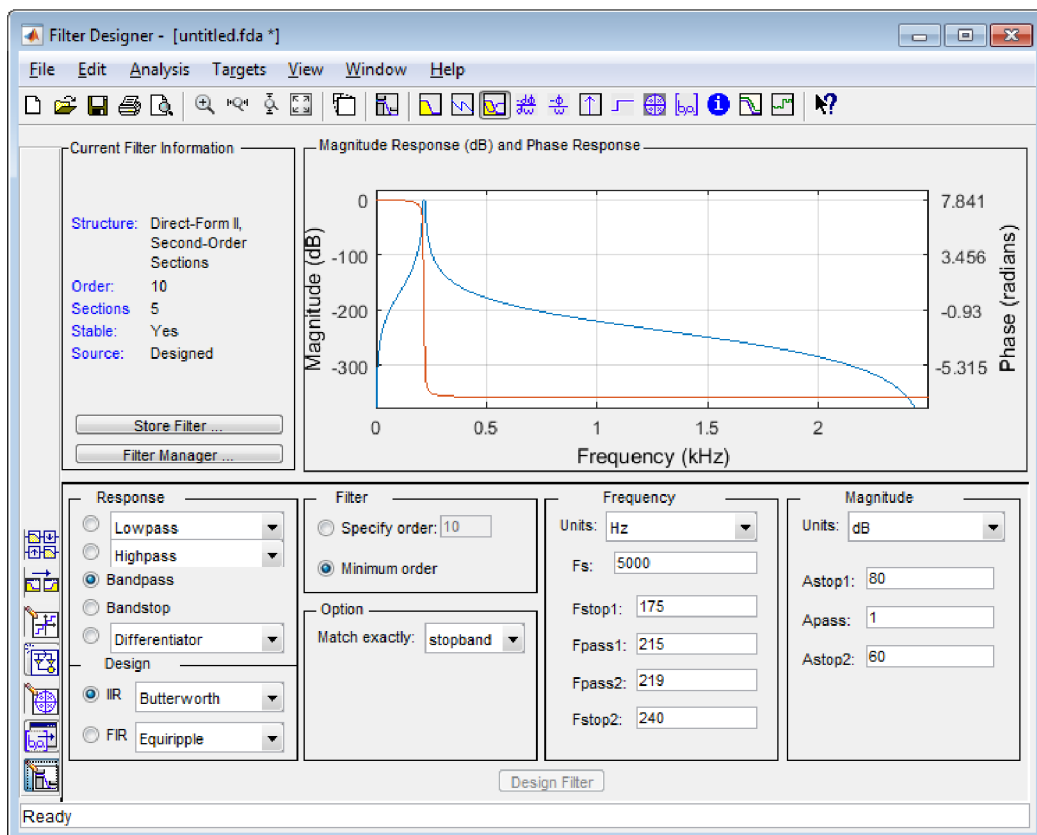 Filter Designer - [untitled.fda *]
File Edit Analysis Targets View Window Help
Current Filter Information
Structure: Direct-Form II,
Second-Order
Sections
Order: 10
Sections 5
Stable: Yes
Source: Designed
Store Filter ...
Filter Manager ...
Magnitude Response (dB) and Phase Response
Magnitude (dB)
0
-100
-200
-300
7.841
3.456
-0.93
-5.315
Phase (radians)
0 0.5 1 1.5 2
Frequency (kHz)
Response
Lowpass
Highpass
Bandpass
Bandstop
Differentiator
Design
IIR Butterworth
FIR Equiripple
Filter
Specify order: 10
Minimum order
Option
Match exactly: stopband
Frequency
Units: Hz
Fs: 5000
Fstop1: 175
Fpass1: 215
Fpass2: 219
Fstop2: 240
Magnitude
Units: dB
Astop1: 80
Apass: 1
Astop2: 60
Design Filter
Ready